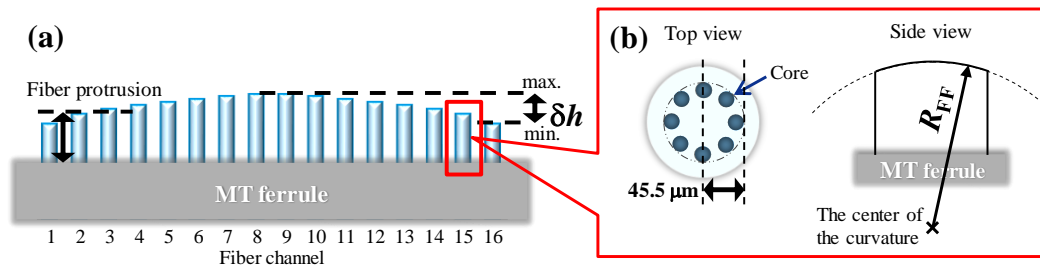 (a)
Fiber protrusion
max.
δh
min.
MT ferrule
1 2 3 4 5 6 7 8 9 10 11 12 13 14 15 16
Fiber channel
(b)
Top view
Core
45.5 μm
Side view
R_FF
MT ferrule
The center of
the curvature